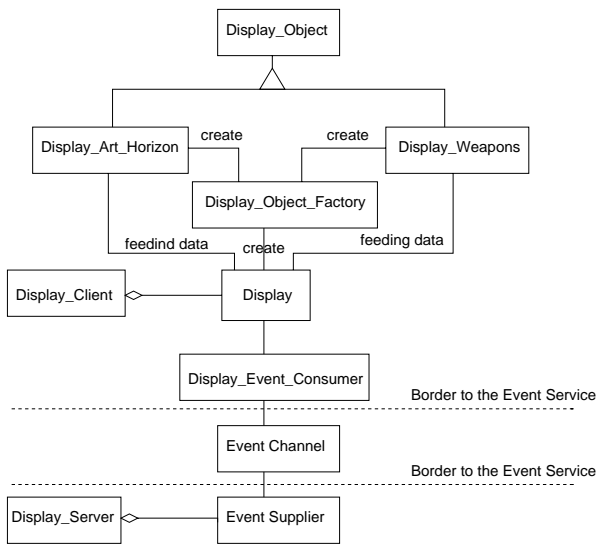 Display_Object
create
create
Display_Art_Horizon
Display_Weapons
Display_Object_Factory
feedind data
create
feeding data
Display_Client
Display
Display_Event_Consumer
Border to the Event Service
Event Channel
Border to the Event Service
Display_Server
Event Supplier